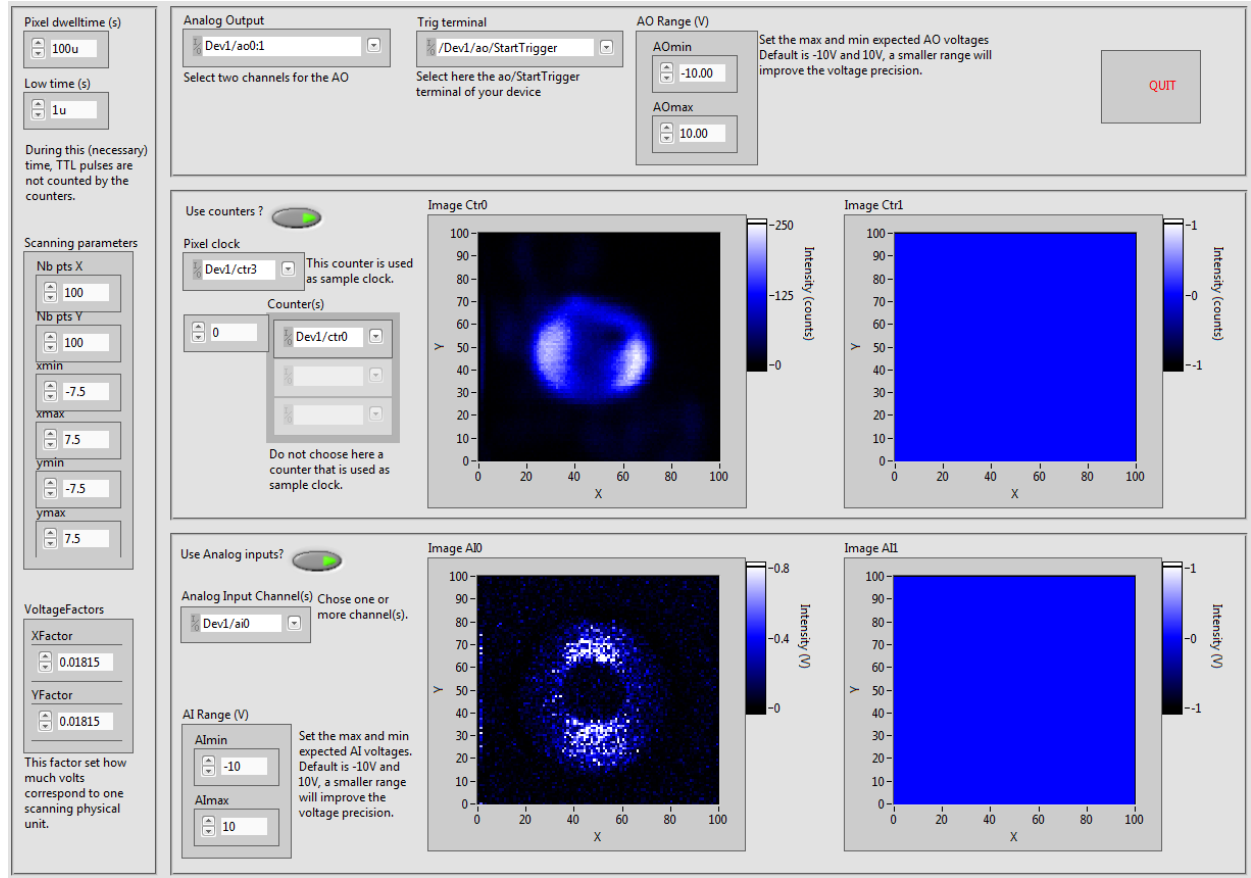 Pixel dwelltime (s)
100u
Low time (s)
1u
During this (necessary)
time, TTL pulses are
not counted by the
counters.
Scanning parameters
Nb pts X
100
Nb pts Y
100
xmin
-7.5
xmax
7.5
ymin
-7.5
ymax
7.5
VoltageFactors
XFactor
0.01815
YFactor
0.01815
This factor set how
much volts
correspond to one
scanning physical
unit.
Analog Output
Dev1/ao0:1
Select two channels for the AO
Trig terminal
/Dev1/ao/StartTrigger
Select here the ao/StartTrigger
terminal of your device
AO Range (V)
AOmin
-10.00
AOmax
10.00
Set the max and min expected AO voltages
Default is -10V and 10V, a smaller range will
improve the voltage precision.
QUIT
Use counters ?
Pixel clock
Dev1/ctr3
This counter is used
as sample clock.
Counter(s)
0
Dev1/ctr0
Do not choose here a
counter that is used as
sample clock.
Image Ctr0
100
90
80
70
60
50
40
30
20
10
0
Y
0 20 40 60 80 100
X
250
125
0
Intensity (counts)
Image Ctr1
100
90
80
70
60
50
40
30
20
10
0
Y
0 20 40 60 80 100
X
1
0
-1
Intensity (counts)
Use Analog inputs?
Analog Input Channel(s)
Dev1/ai0
Chose one or
more channel(s).
AI Range (V)
AImin
-10
AImax
10
Set the max and min
expected AI voltages.
Default is -10V and
10V, a smaller range
will improve the
voltage precision.
Image AI0
100
90
80
70
60
50
40
30
20
10
0
Y
0 20 40 60 80 100
X
0.8
0.4
0
Intensity (V)
Image AI1
100
90
80
70
60
50
40
30
20
10
0
Y
0 20 40 60 80 100
X
1
0
-1
Intensity (V)